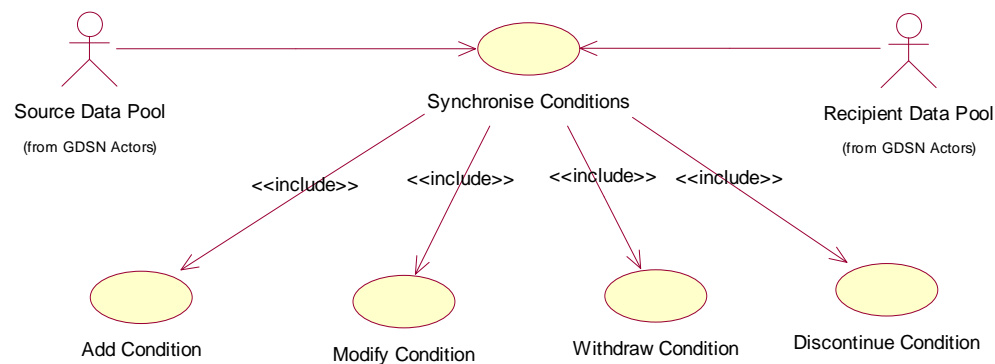 Source Data Pool
(from GDSN Actors)
Synchronise Conditions
Recipient Data Pool
(from GDSN Actors)
<<include>>
<<include>>
<<include>>
<<include>>
Add Condition
Modify Condition
Withdraw Condition
Discontinue Condition